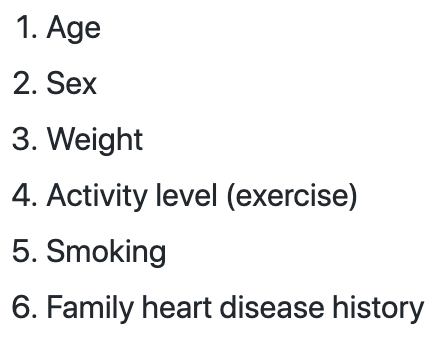 1. Age
2. Sex
3. Weight
4. Activity level (exercise)
5. Smoking
6. Family heart disease history